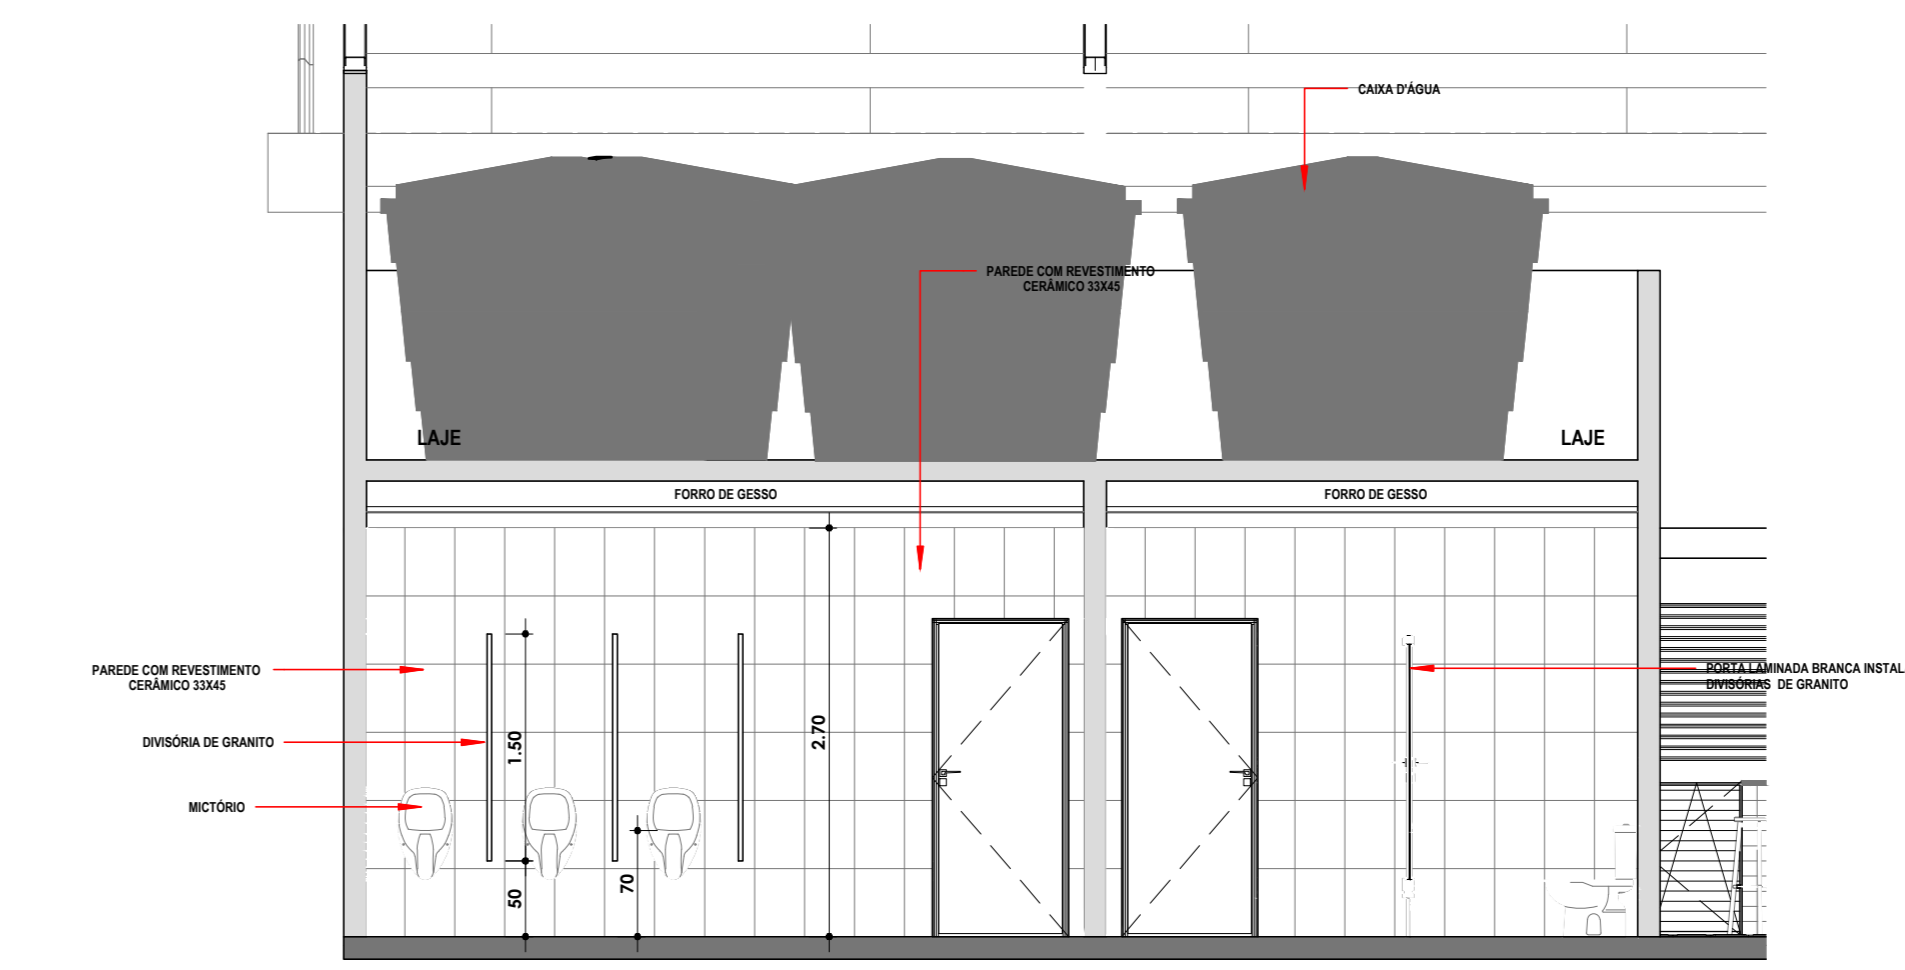 CAIXA D'ÁGUA
PAREDE COM REVESTIMENTO
CERÂMICO 33X45
LAJE
LAJE
FORRO DE GESSO
FORRO DE GESSO
PAREDE COM REVESTIMENTO
CERÂMICO 33X45
PORTA LAMINADA BRANCA INSTAL
DIVISÓRIAS DE GRANITO
DIVISÓRIA DE GRANITO
1.50
2.70
MICTÓRIO
50
70